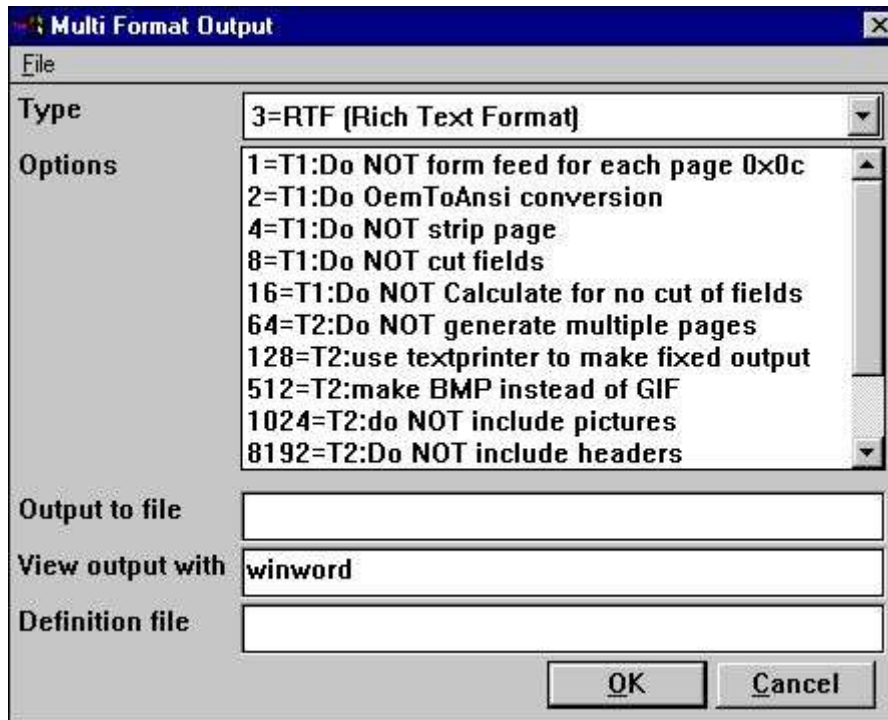 Multi Format Output
File
Type
3=RTF (Rich Text Format)
Options
1=T1:Do NOT form feed for each page 0x0c
2=T1:Do OemToAnsi conversion
4=T1:Do NOT strip page
8=T1:Do NOT cut fields
16=T1:Do NOT Calculate for no cut of fields
64=T2:Do NOT generate multiple pages
128=T2:use textprinter to make fixed output
512=T2:make BMP instead of GIF
1024=T2:do NOT include pictures
8192=T2:Do NOT include headers
Output to file
View output with
winword
Definition file
OK
Cancel